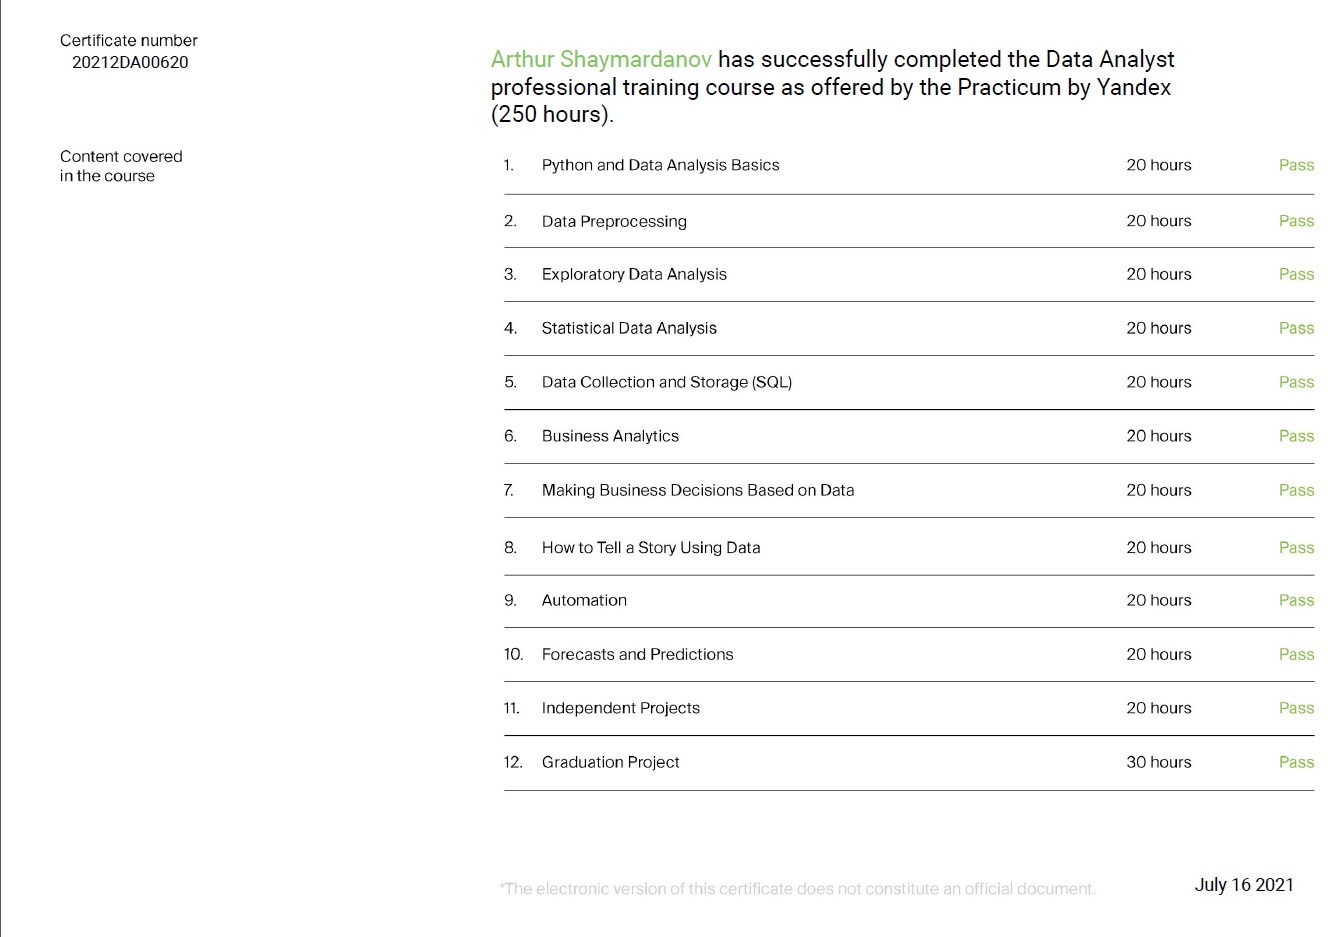 Certificate number
20212DA00620
Arthur Shaymardanov has successfully completed the Data Analyst
professional training course as offered by the Practicum by Yandex
(250 hours).
Content covered
in the course
1. Python and Data Analysis Basics 20 hours Pass
2. Data Preprocessing 20 hours Pass
3. Exploratory Data Analysis 20 hours Pass
4. Statistical Data Analysis 20 hours Pass
5. Data Collection and Storage (SQL) 20 hours Pass
6. Business Analytics 20 hours Pass
7. Making Business Decisions Based on Data 20 hours Pass
8. How to Tell a Story Using Data 20 hours Pass
9. Automation 20 hours Pass
10. Forecasts and Predictions 20 hours Pass
11. Independent Projects 20 hours Pass
12. Graduation Project 30 hours Pass
*The electronic version of this certificate does not constitute an official document.
July 16 2021